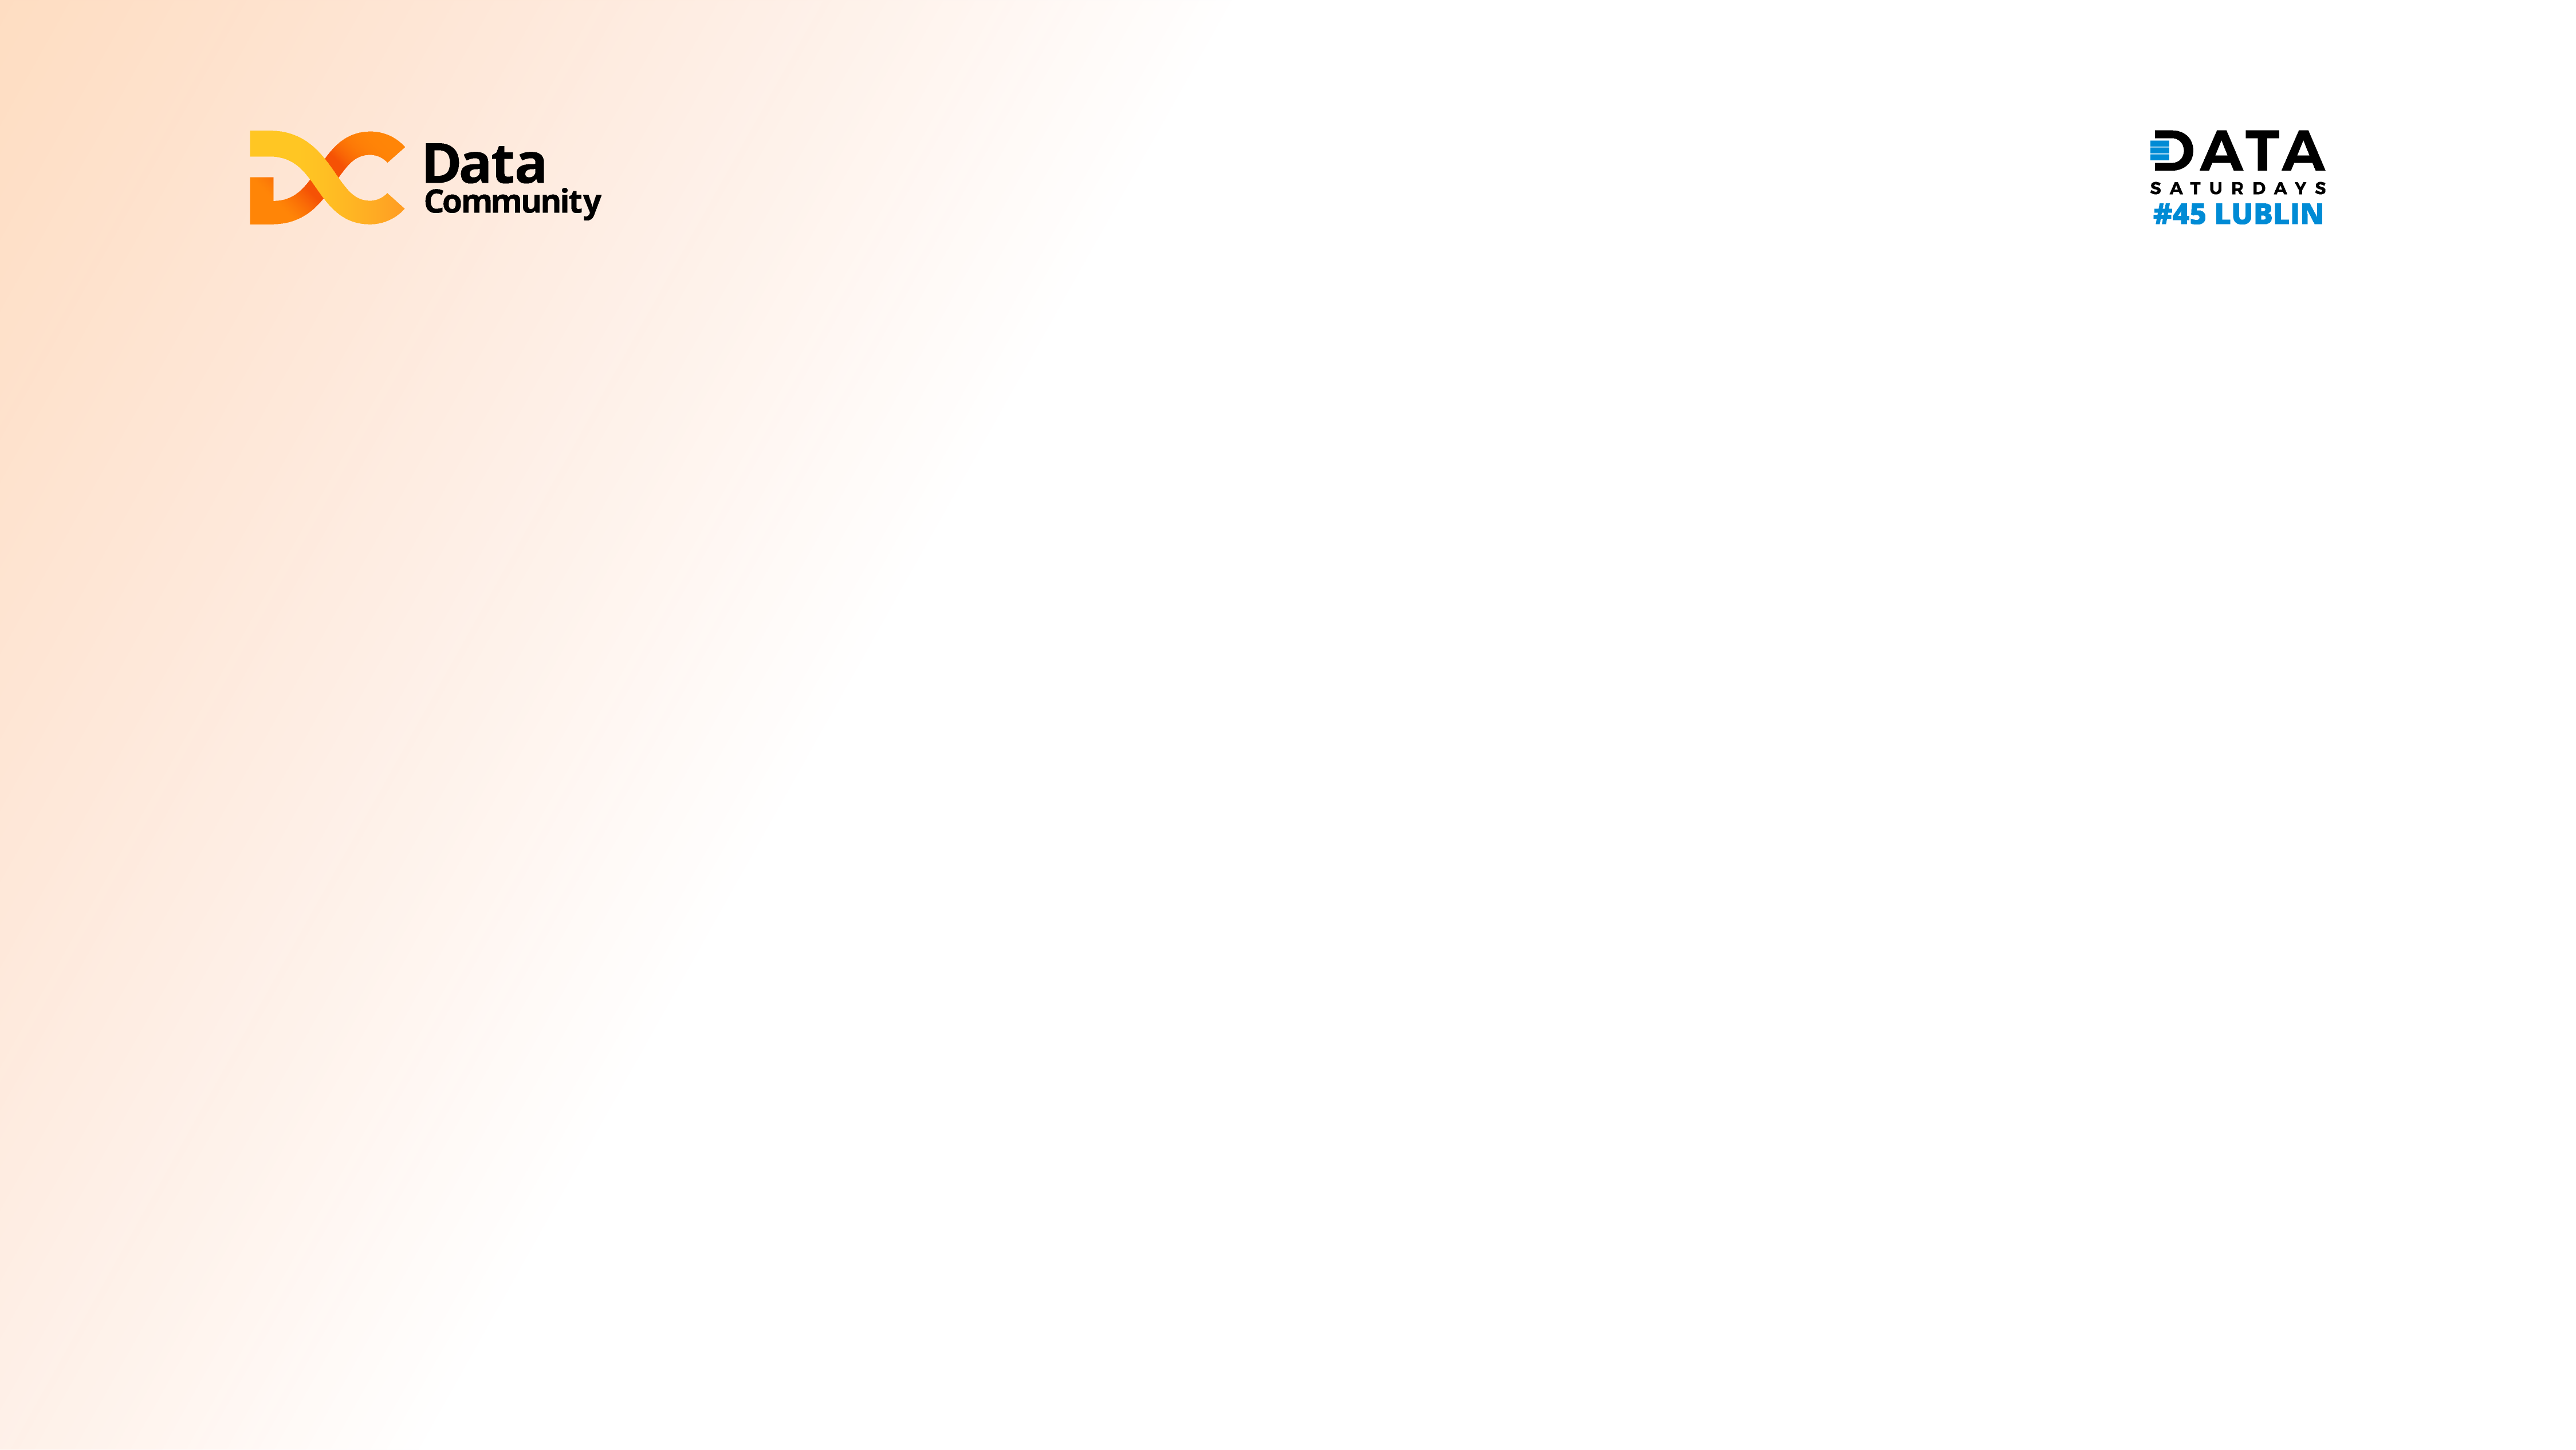 Data
Community
DATA
SATURDAYS
#45 LUBLIN